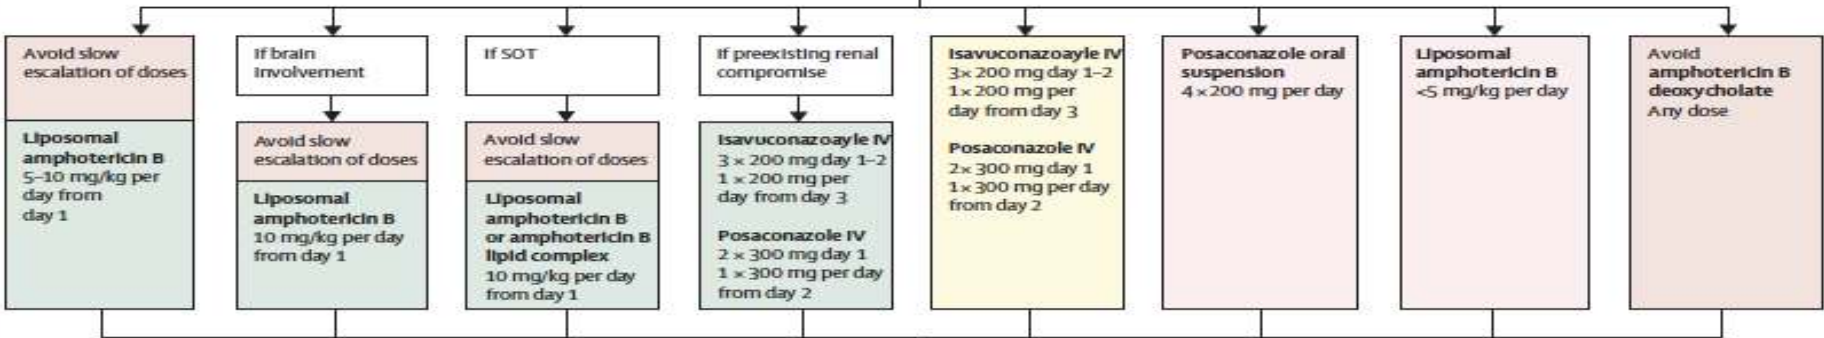 Avoid slow
escalation of doses
Liposomal
amphotericin B
5–10 mg/kg per
day from
day 1
If brain
involvement
Avoid slow
escalation of doses
Liposomal
amphotericin B
10 mg/kg per day
from day 1
If SOT
Avoid slow
escalation of doses
Liposomal
amphotericin B
or amphotericin B
lipid complex
10 mg/kg per day
from day 1
If preexisting renal
compromise
Isavuconazoayle IV
3 × 200 mg day 1–2
1 × 200 mg per
day from day 3
Posaconazole IV
2 × 300 mg day 1
1 × 300 mg per day
from day 2
Isavuconazoayle IV
3× 200 mg day 1–2
1×200 mg per
day from day 3
Posaconazole IV
2× 300 mg day 1
1× 300 mg per day
from day 2
Posaconazole oral
suspension
4×200 mg per day
Liposomal
amphotericin B
<5 mg/kg per day
Avoid
amphotericin B
deoxycholate
Any dose